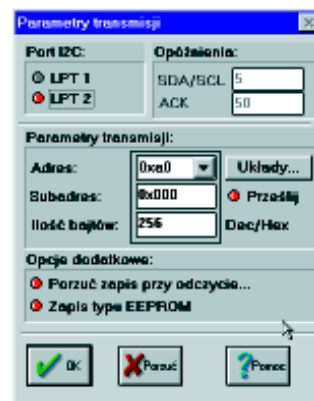 Parametry transmisji
Port I2C:
LPT 1
LPT 2
Opóźnienia:
SDA/SCL 5
ACK 50
Parametry transmisji:
Adres: 0xa0 Układy...
Subadres: 0x000 Prześlij
Ilość bajtów: 256 Dec/Hex
Opcje dodatkowe:
Porzuć zapis przy odczycie...
Zapis typu EEPROM
OK Porzuć Pomoc